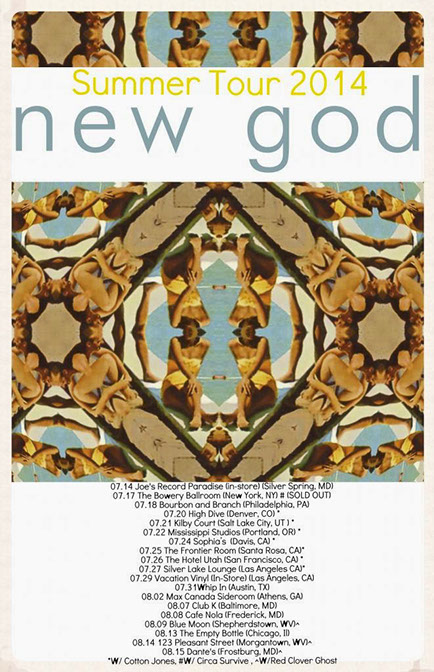 Summer Tour 2014
new god
07.14 Joe's Record Paradise (in-store) (Silver Spring, MD)
07.17 The Bowery Ballroom (New York, NY) # (SOLD OUT)
07.18 Bourbon and Branch (Philadelphia, PA)
07.20 High Dive (Denver, CO) *
07.21 Kilby Court (Salt Lake City, UT ) *
07.22 Mississippi Studios (Portland, OR) *
07.24 Sophia's (Davis, CA) *
07.25 The Frontier Room (Santa Rosa, CA)*
07.26 The Hotel Utah (San Francisco, CA) *
07.27 Silver Lake Lounge (Los Angeles CA)*
07.29 Vacation Vinyl (In-Store) (Los Angeles, CA)
07.31Whip In (Austin, TX)
08.02 Max Canada Sideroom (Athens, GA)
08.07 Club K (Baltimore, MD)
08.08 Cafe Nola (Frederick, MD)
08.09 Blue Moon (Shepherdstown, WV)^
08.13 The Empty Bottle (Chicago, Il)
08.14 123 Pleasant Street (Morgantown, WV)^
08.15 Dante's (Frostburg, MD)^
*W/ Cotton Jones, #W/ Circa Survive , ^W/Red Clover Ghost